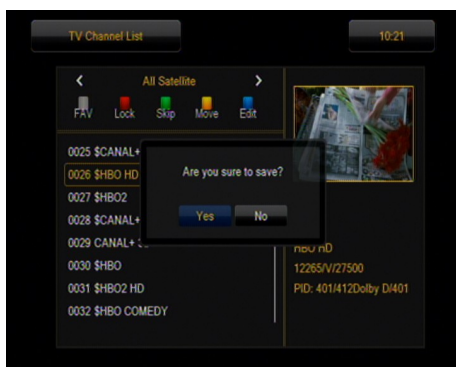 TV Channel List
10:21
All Satellite
FAV Lock Skip Move Edit
0025 $CANAL+
0026 $HBO HD
0027 $HBO2
0028 $CANAL+
0029 CANAL+
0030 $HBO
0031 $HBO2 HD
0032 $HBO COMEDY
Are you sure to save?
Yes No
HBO HD
12265/V/27500
PID: 401/412Dolby D/401